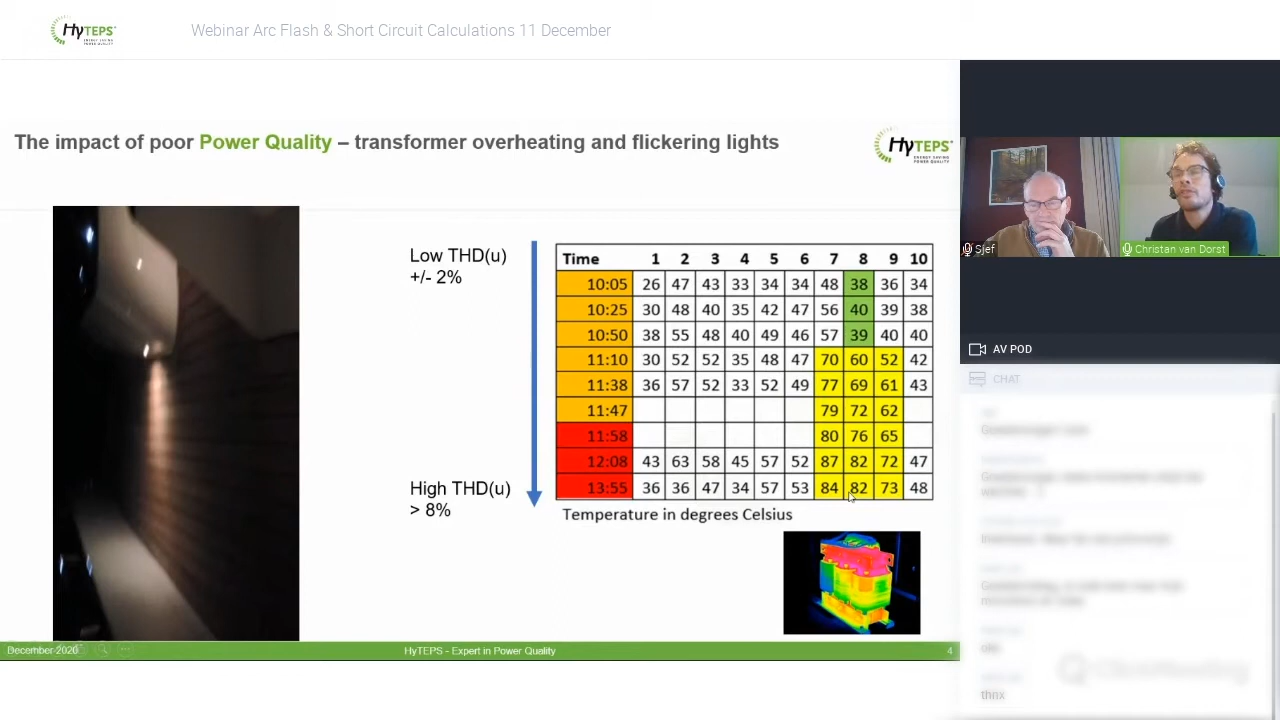 HyTEPS
ENERGY SAVING
POWER QUALITY
Webinar Arc Flash & Short Circuit Calculations 11 December
The impact of poor Power Quality – transformer overheating and flickering lights
HyTEPS
ENERGY SAVING
POWER QUALITY
Low THD(u)
+/- 2%
High THD(u)
> 8%
Time 1 2 3 4 5 6 7 8 9 10
10:05 26 47 43 33 34 34 48 38 36 34
10:25 30 48 40 35 42 47 56 40 39 38
10:50 38 55 48 40 49 46 57 39 40 40
11:10 30 52 52 35 48 47 70 60 52 42
11:38 36 57 52 33 52 49 77 69 61 43
11:47 79 72 62
11:58 80 76 65
12:08 43 63 58 45 57 52 87 82 72 47
13:55 36 36 47 34 57 53 84 82 73 48
Temperature in degrees Celsius
December 2020
HyTEPS - Expert in Power Quality
4
Sjef
Christan van Dorst
AV POD
CHAT
thnx